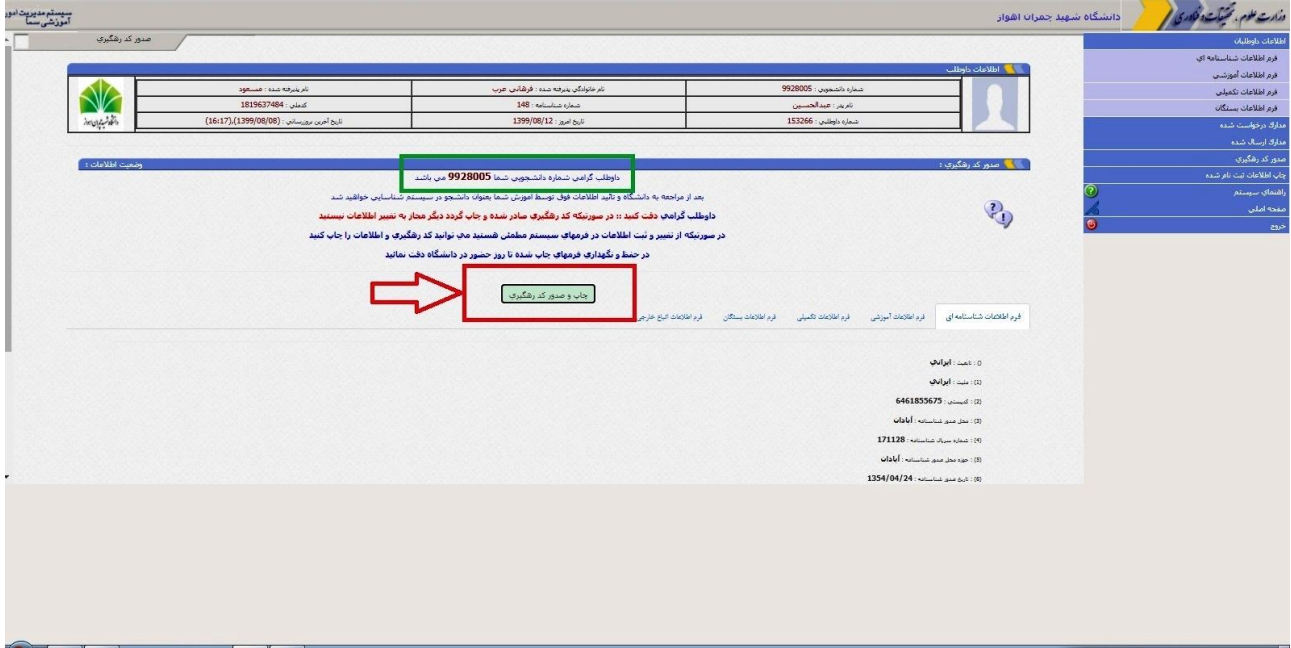 وزارت علوم، تحقیقات و فناوری
دانشگاه شهید چمران اهواز
سیستم مدیریت امور
آموزشی سما
اطلاعات داوطلبان
فرم اطلاعات شناسنامه ای
فرم اطلاعات آموزشی
فرم اطلاعات تکمیلی
فرم اطلاعات بستگان
مدارک درخواست شده
مدارک ارسال شده
صدور کد رهگیری
چاپ اطلاعات ثبت نام شده
راهنمای سیستم
صفحه اصلی
خروج
صدور کد رهگیری
اطلاعات داوطلب
شماره دانشجویی : 9928005 نام خانوادگی پذیرفته شده : فرهانی عرب نام پذیرفته شده : مسعود
نام پدر : عبدالحسین شماره شناسنامه : 148 کدملی : 1819637484
شماره داوطلبی : 153266 تاریخ امروز : 1399/08/12 تاریخ آخرین بروزرسانی : (1399/08/08),(16:17)
صدور کد رهگیری : وضعیت اطلاعات :
داوطلب گرامی شماره دانشجویی شما 9928005 می باشد
بعد از مراجعه به دانشگاه و تائید اطلاعات فوق توسط آموزش شما بعنوان دانشجو در سیستم شناسایی خواهید شد
داوطلب گرامی دقت کنید :: در صورتیکه کد رهگیری صادر شده و چاپ گردد دیگر مجاز به تغییر اطلاعات نیستید
در صورتیکه از تغییر و ثبت اطلاعات در فرمهای سیستم مطمئن هستید می توانید کد رهگیری و اطلاعات را چاپ کنید
در حفظ و نگهداری فرمهای چاپ شده تا روز حضور در دانشگاه دقت نمائید
چاپ و صدور کد رهگیری
فرم اطلاعات شناسنامه ای فرم اطلاعات آموزشی فرم اطلاعات تکمیلی فرم اطلاعات بستگان فرم اطلاعات اتباع خارجی
() : تابعیت : ایرانی
(1) : ملیت : ایرانی
(2) : کدپستی : 6461855675
(3) : محل صدور شناسنامه : آبادان
(4) : شماره سریال شناسنامه : 171128
(5) : حوزه محل صدور شناسنامه : آبادان
(6) : تاریخ صدور شناسنامه : 1354/04/24